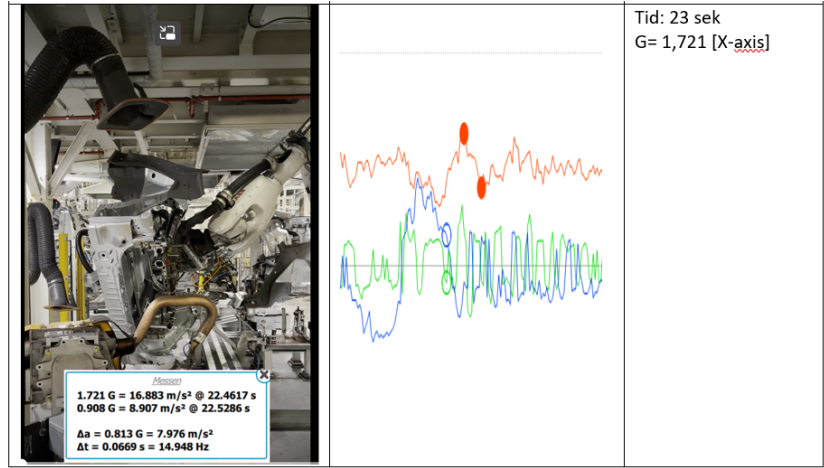 Tid: 23 sek
G= 1,721 [X-axis]
Messen
1.721 G = 16.883 m/s² @ 22.4617 s
0.908 G = 8.907 m/s² @ 22.5286 s
Δa = 0.813 G = 7.976 m/s²
Δt = 0.0669 s = 14.948 Hz